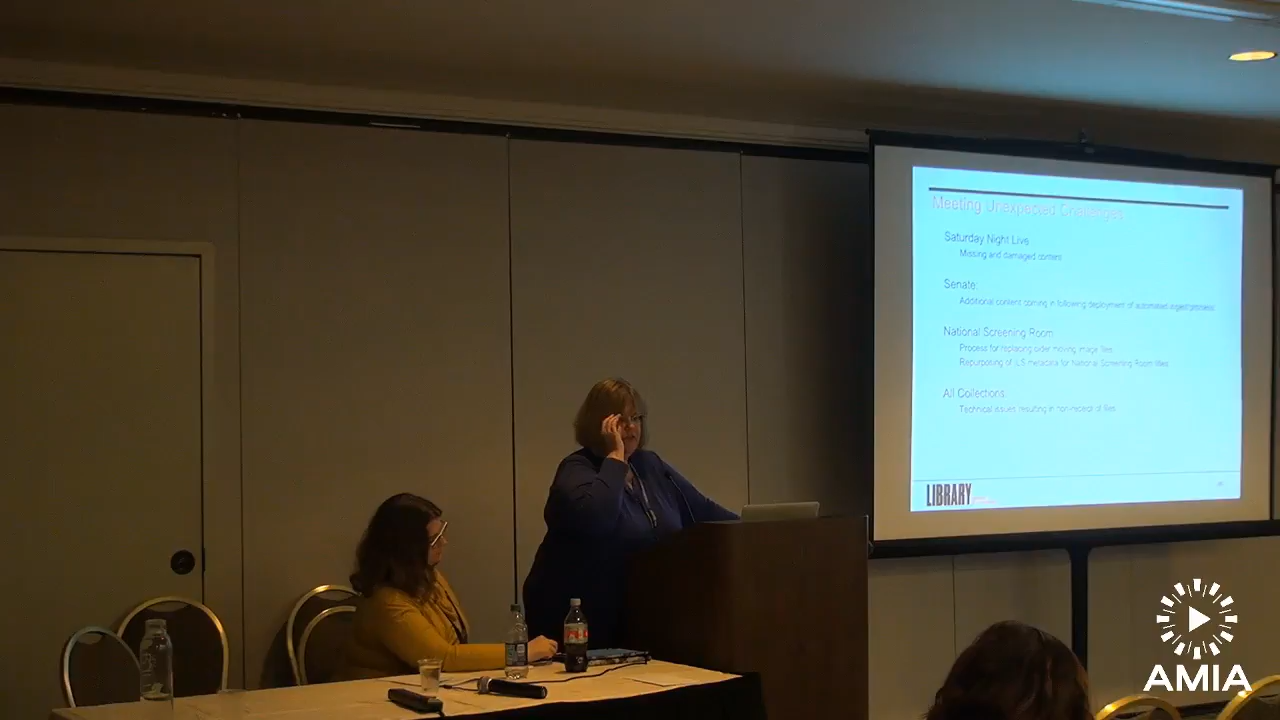 Meeting Unexpected Challenges
Saturday Night Live
Missing and damaged content
Senate:
Additional content coming in following deployment of automated ingest process
National Screening Room
Process for replacing older moving image files
Repurposing of ILS metadata for National Screening Room titles
All Collections
Technical issues resulting in non-receipt of files
LIBRARY
AMIA